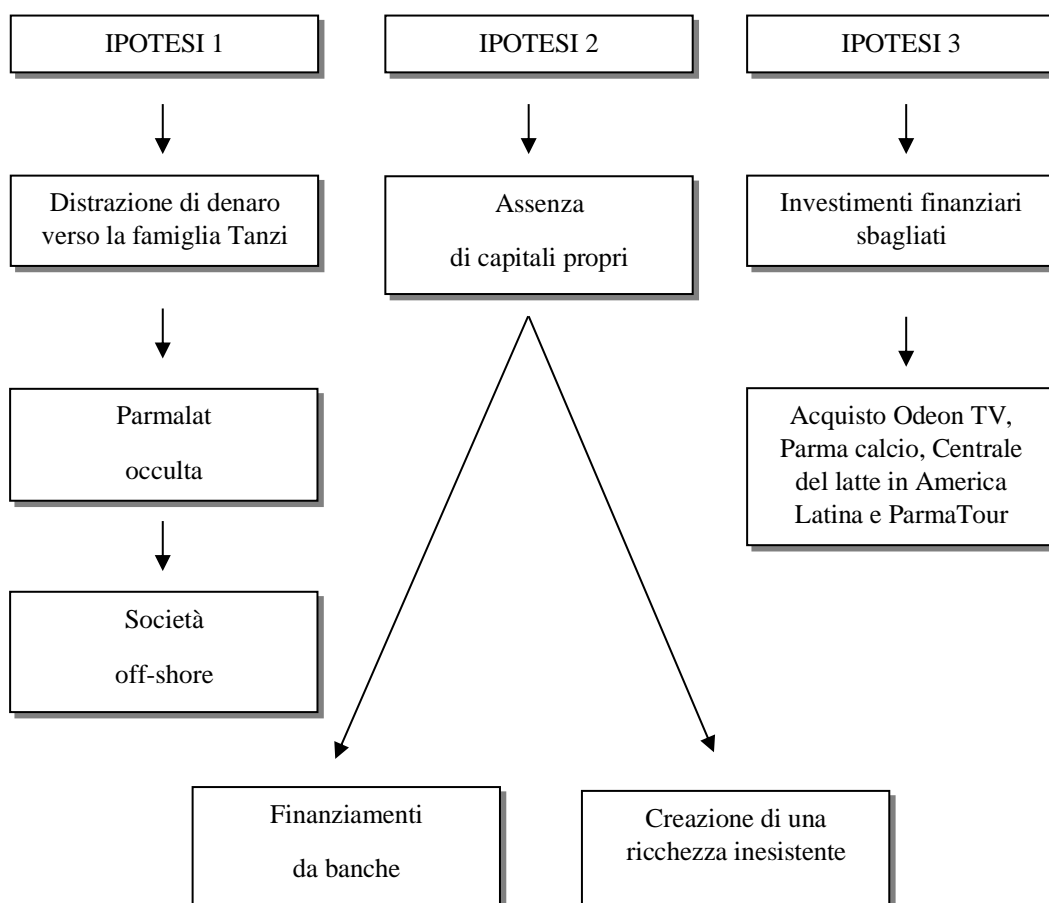 IPOTESI 1
IPOTESI 2
IPOTESI 3
Distrazione di denaro
verso la famiglia Tanzi
Assenza
di capitali propri
Investimenti finanziari
sbagliati
Parmalat
occulta
Acquisto Odeon TV,
Parma calcio, Centrale
del latte in America
Latina e ParmaTour
Società
off-shore
Finanziamenti
da banche
Creazione di una
ricchezza inesistente